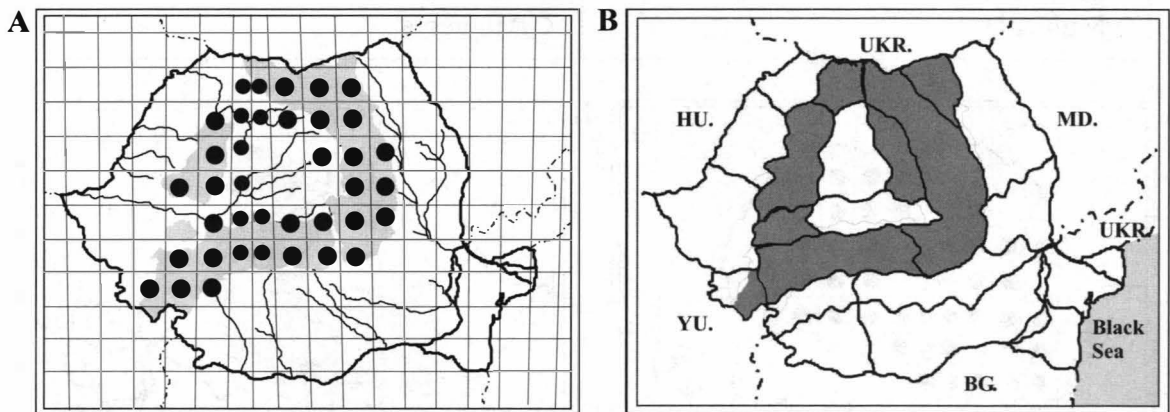 A
B
UKR.
HU.
MD.
UKR.
YU.
Black
Sea
BG.